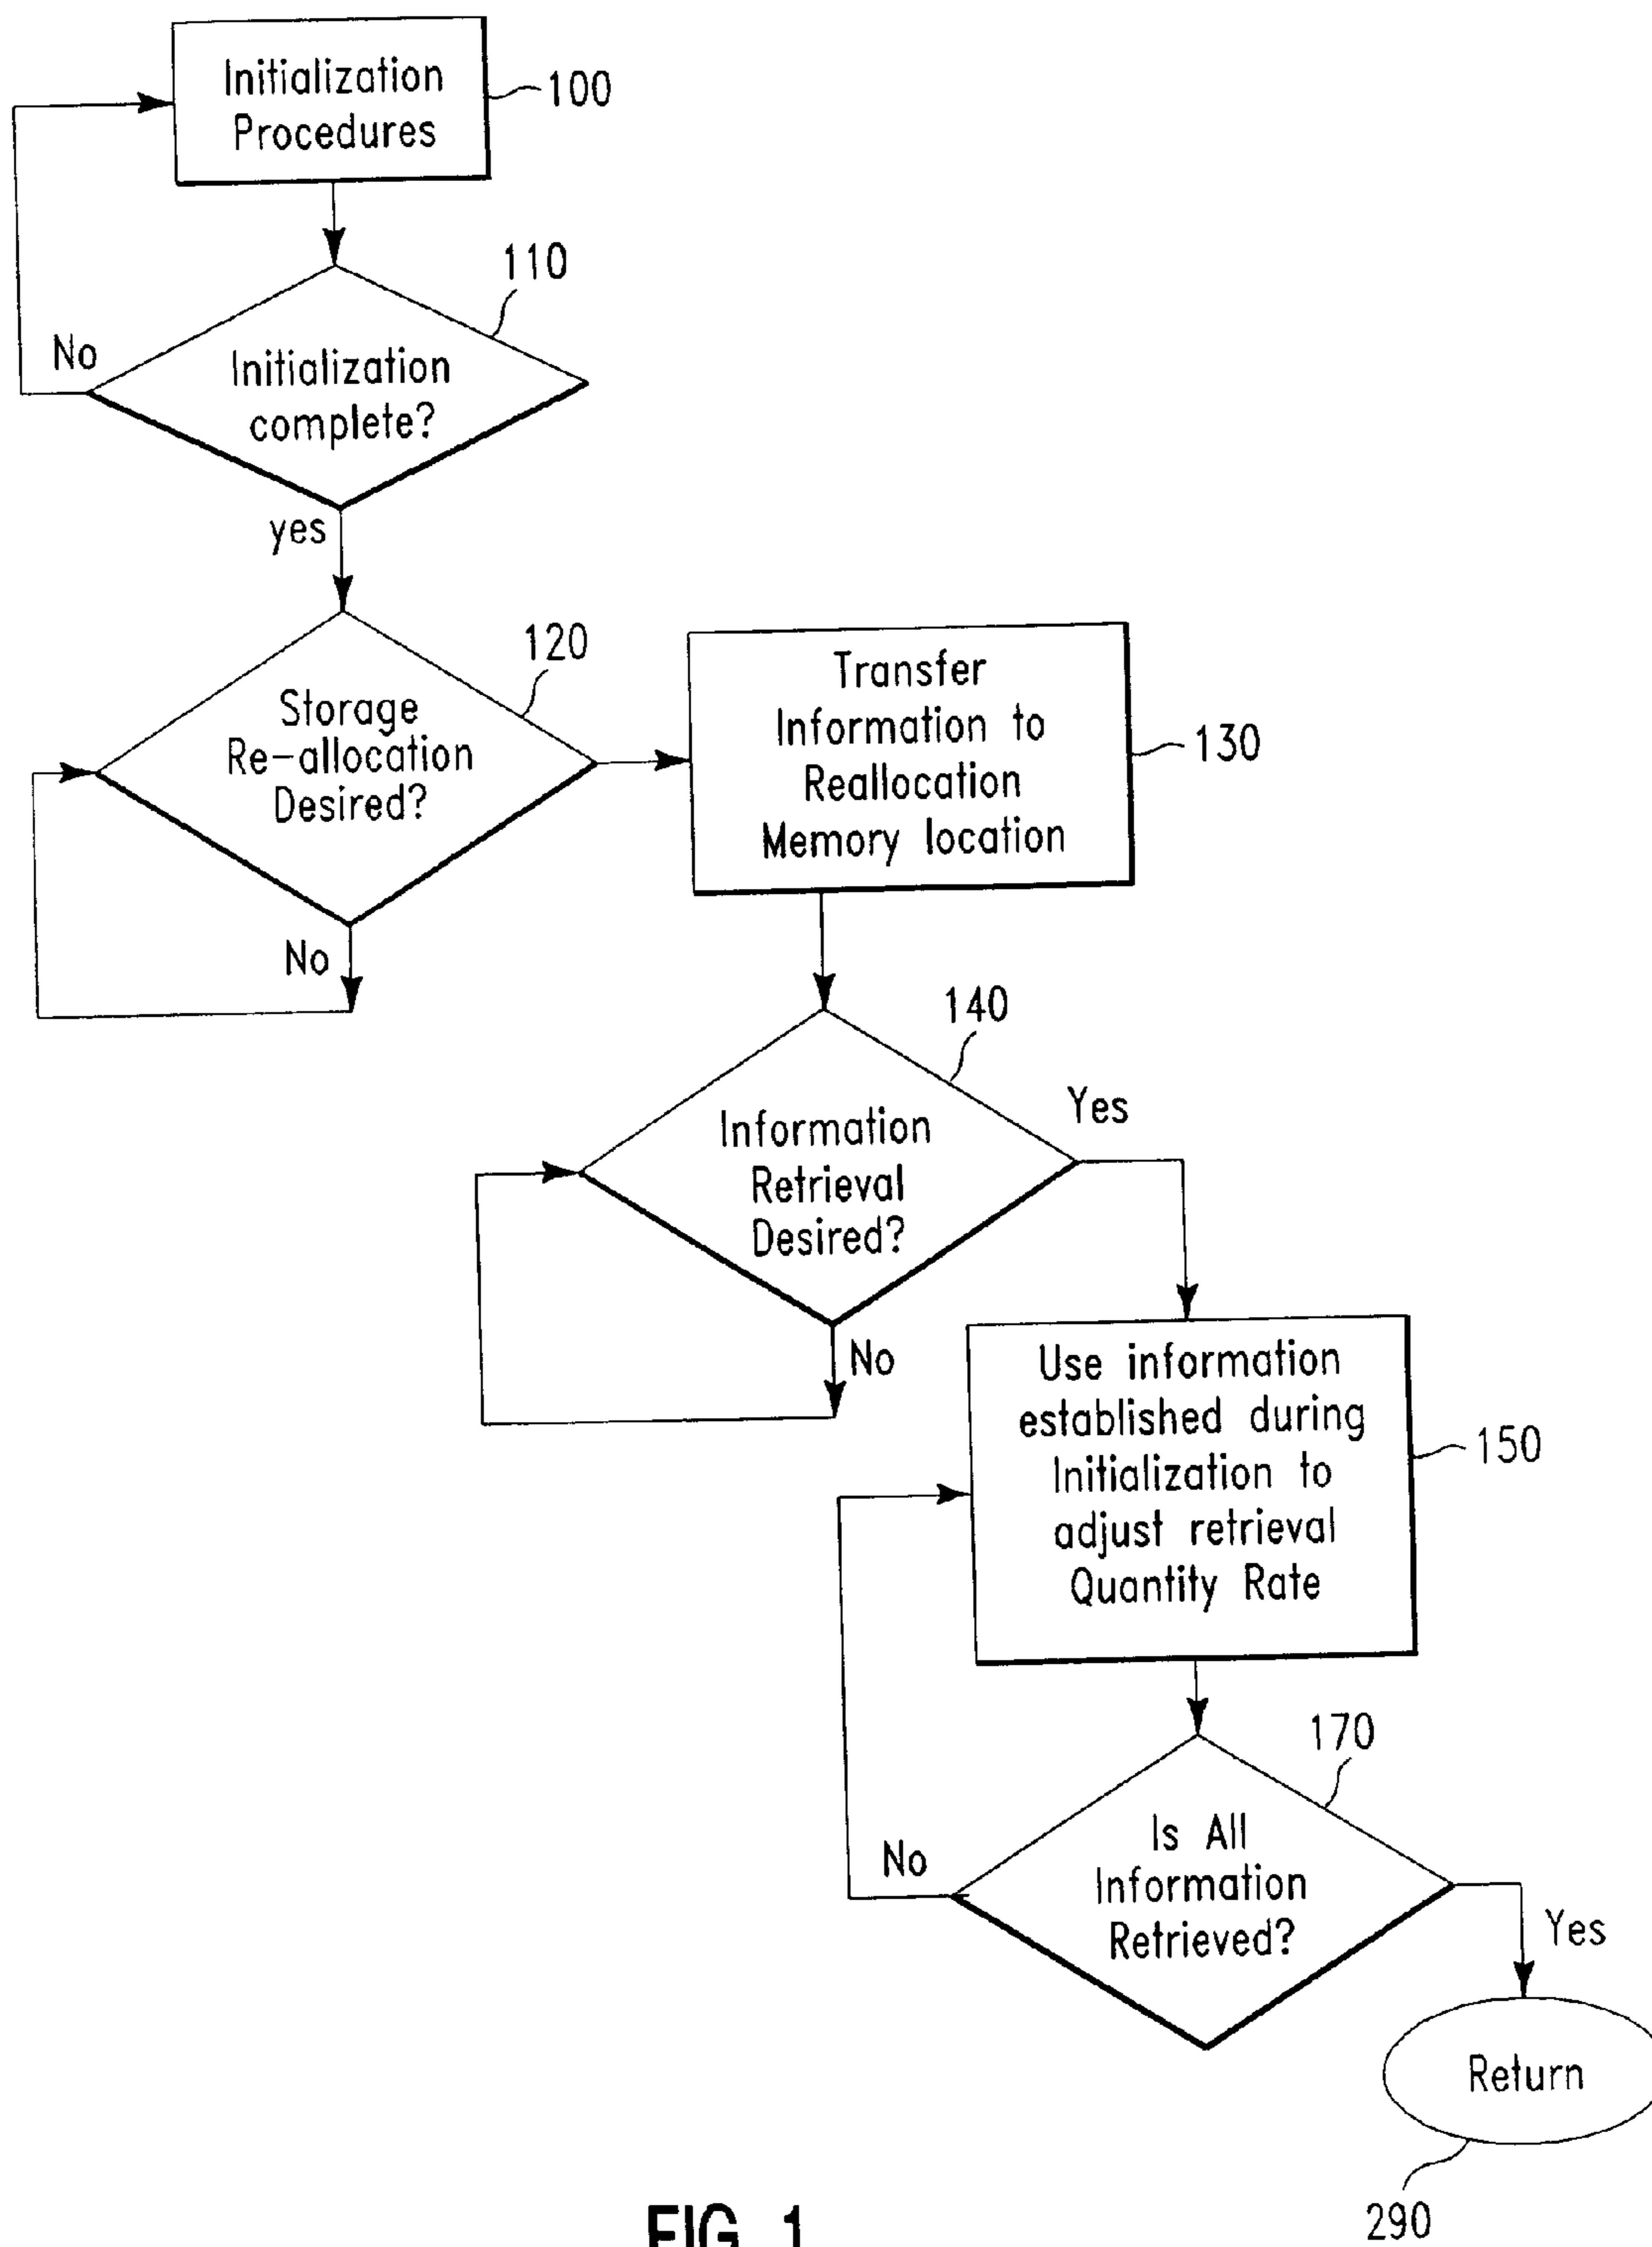 Initialization
Procedures
100
110
No
Initialization
complete?
yes
120
Storage
Re-allocation
Desired?
No
Transfer
Information to
Reallocation
Memory location
130
140
Information
Retrieval
Desired?
Yes
No
Use information
established during
Initialization to
adjust retrieval
Quantity Rate
150
170
Is All
Information
Retrieved?
No
Yes
Return
290
FIG. 1